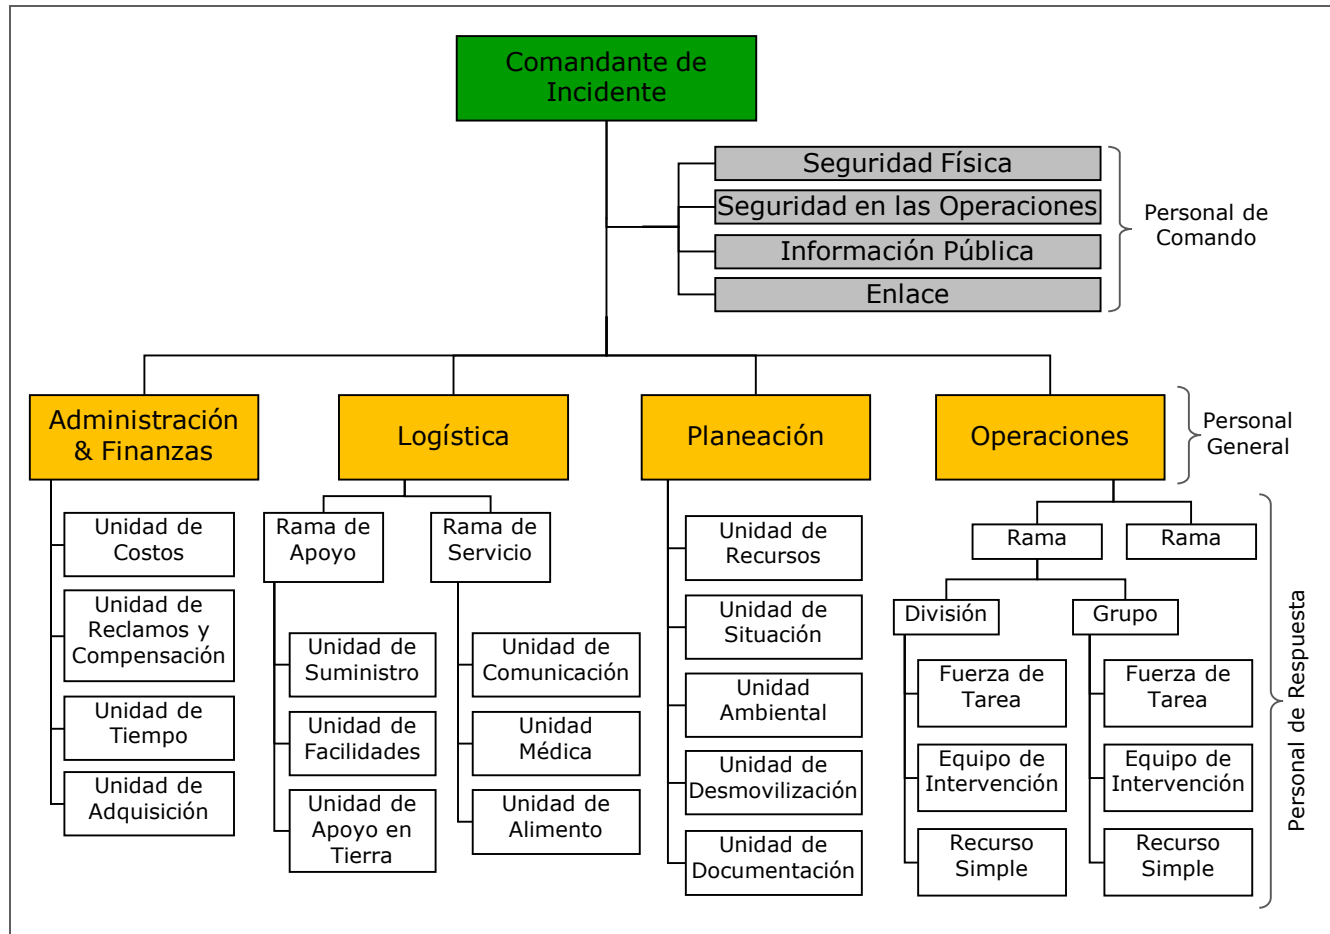 Comandante de
Incidente
Seguridad Física
Seguridad en las Operaciones
Información Pública
Enlace
Personal de
Comando
Administración
& Finanzas
Logística
Planeación
Operaciones
Personal
General
Unidad de
Costos
Unidad de
Reclamos y
Compensación
Unidad de
Tiempo
Unidad de
Adquisición
Rama de
Apoyo
Unidad de
Suministro
Unidad de
Facilidades
Unidad de
Apoyo en
Tierra
Rama de
Servicio
Unidad de
Comunicación
Unidad
Médica
Unidad de
Alimento
Unidad de
Recursos
Unidad de
Situación
Unidad
Ambiental
Unidad de
Desmovilización
Unidad de
Documentación
Rama
Rama
División
Fuerza de
Tarea
Equipo de
Intervención
Recurso
Simple
Grupo
Fuerza de
Tarea
Equipo de
Intervención
Recurso
Simple
Personal de Respuesta